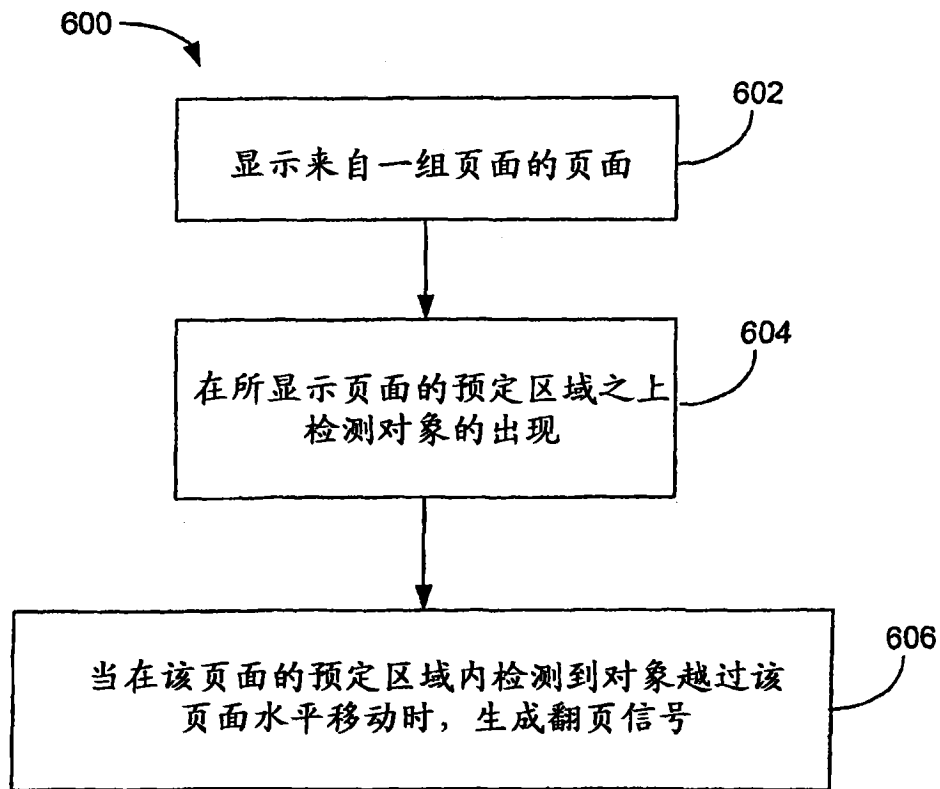 600
602
显示来自一组页面的页面
604
在所显示页面的预定区域之上
检测对象的出现
606
当在该页面的预定区域内检测到对象越过该
页面水平移动时，生成翻页信号